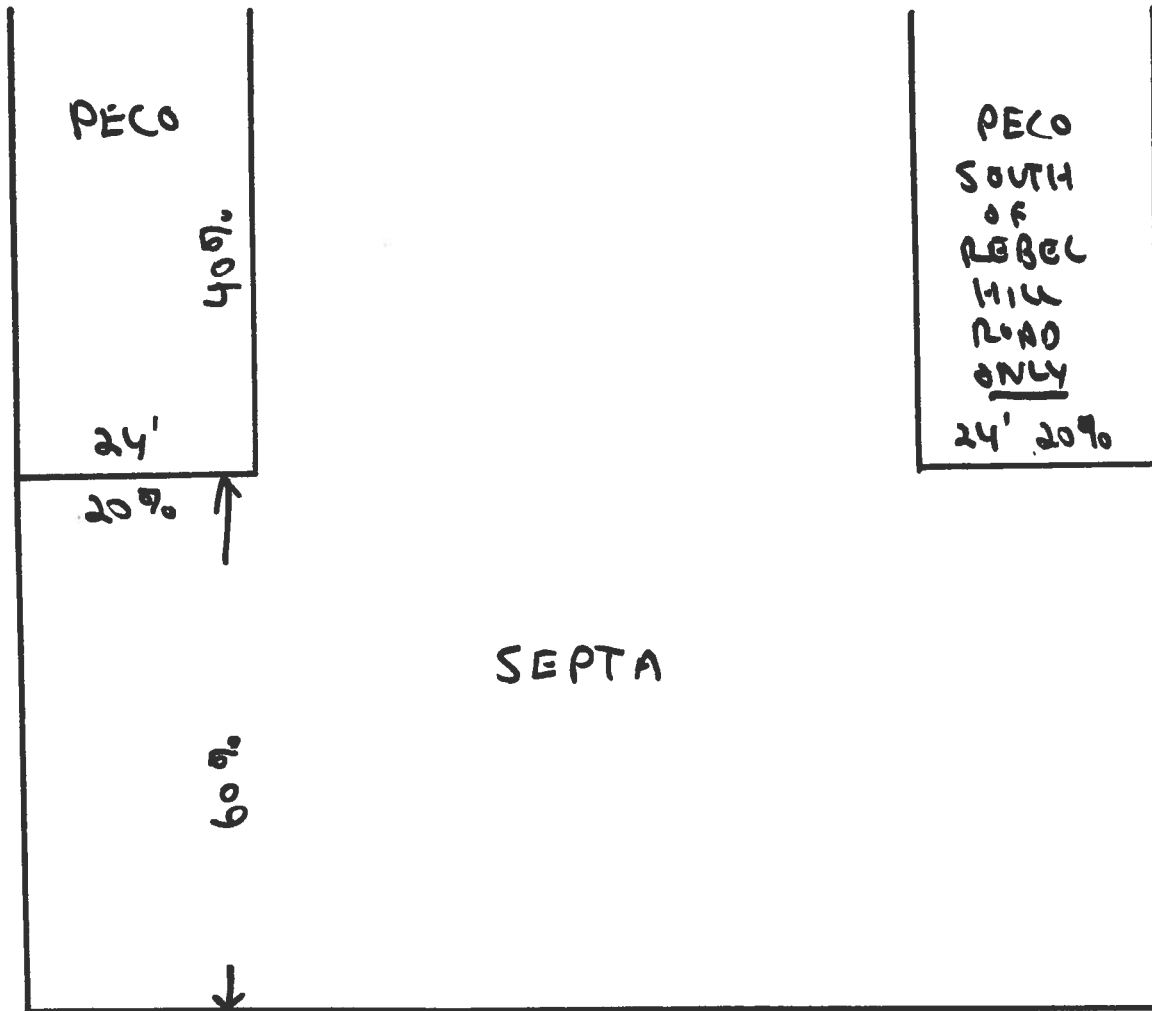 PECO
40%
24'
20%
PECO
SOUTH
OF
REBEL
HILL
ROAD
ONLY
24' 20%
SEPTA
60%